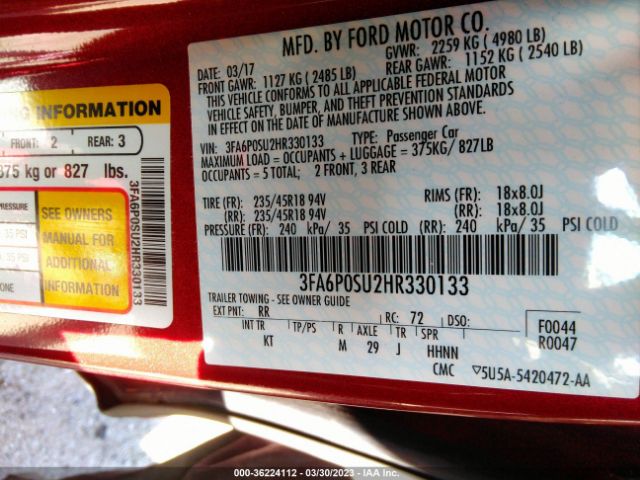 NG INFORMATION
FRONT: 2 REAR: 3
375 kg or 827 lbs.
PRESSURE
35 PSI
35 PSI
SEE OWNERS
MANUAL FOR
ADDITIONAL
INFORMATION
3FA6P0SU2HR330133
MFD. BY FORD MOTOR CO.
DATE: 03/17 GVWR: 2259 KG ( 4980 LB)
FRONT GAWR: 1127 KG ( 2485 LB) REAR GAWR: 1152 KG ( 2540 LB)
THIS VEHICLE CONFORMS TO ALL APPLICABLE FEDERAL MOTOR
VEHICLE SAFETY, BUMPER, AND THEFT PREVENTION STANDARDS
IN EFFECT ON THE DATE OF MANUFACTURE SHOWN ABOVE.
VIN: 3FA6P0SU2HR330133 TYPE: Passenger Car
MAXIMUM LOAD = OCCUPANTS + LUGGAGE = 375KG/ 827LB
OCCUPANTS = 5 TOTAL; 2 FRONT, 3 REAR
TIRE (FR): 235/45R18 94V RIMS (FR): 18x8.0J
(RR): 235/45R18 94V (RR): 18x8.0J
PRESSURE (FR): 240 kPa/ 35 PSI COLD (RR): 240 kPa/ 35 PSI COLD
3FA6P0SU2HR330133
TRAILER TOWING - SEE OWNER GUIDE
EXT PNT: RR RC: 72 DSO: F0044
INT TR TP/PS R AXLE TR SPR R0047
KT M 29 J HHNN
CMC ▽5U5A-5420472-AA
000-36224112 — 03/30/2023 — IAA Inc.